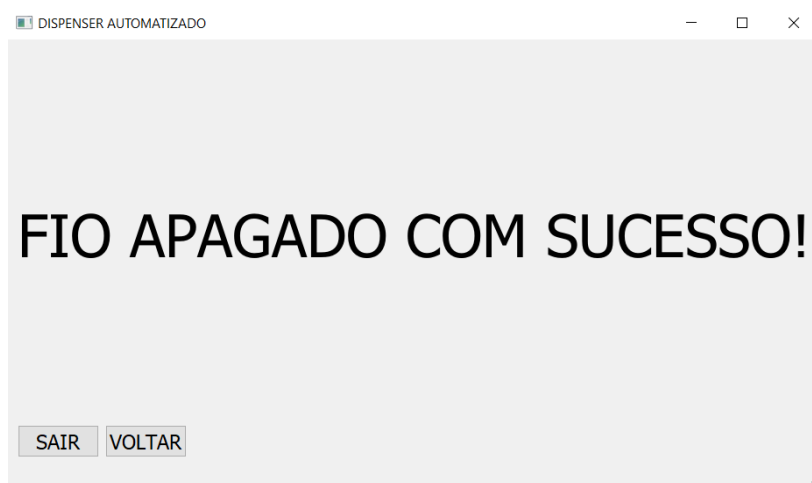 DISPENSER AUTOMATIZADO
FIO APAGADO COM SUCESSO!
SAIR VOLTAR